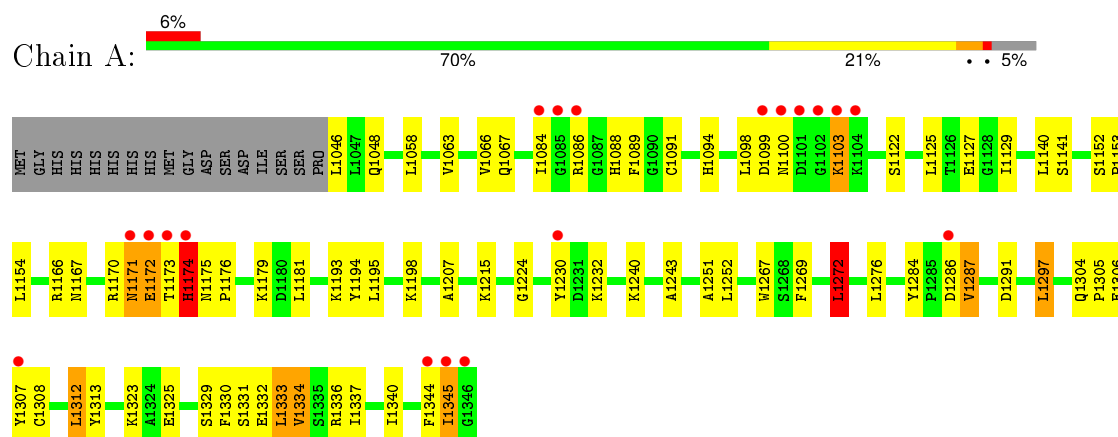 6%
Chain A:
70% 21% • • 5%
MET GLY HIS HIS HIS HIS HIS HIS MET GLY ASP SER ASP ILE SER SER PRO L1046 L1047 Q1048 L1058 V1063 V1066 Q1067 I1084 G1085 R1086 G1087 H1088 F1089 G1090 C1091 H1094 L1098 D1099 N1100 D1101 G1102 K1103 K1104 S1122 L1125 T1126 E1127 G1128 I1129 L1140 S1141 S1152 P1153
L1154 R1166 N1167 R1170 N1171 E1172 T1173 H1174 N1175 P1176 K1179 D1180 L1181 K1193 Y1194 L1195 K1198 A1207 K1215 G1224 Y1230 D1231 K1232 K1240 A1243 A1251 L1252 W1267 S1268 F1269 L1272 L1276 Y1284 P1285 D1286 V1287 D1291 L1297 Q1304 P1305 E1306
Y1307 C1308 L1312 Y1313 K1323 A1324 E1325 S1329 F1330 S1331 E1332 L1333 V1334 S1335 R1336 I1337 I1340 F1344 I1345 G1346